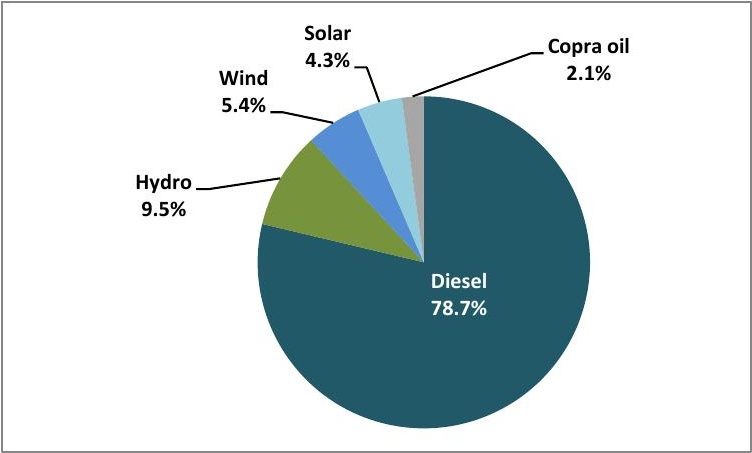 Solar
4.3%
Copra oil
2.1%
Wind
5.4%
Hydro
9.5%
Diesel
78.7%